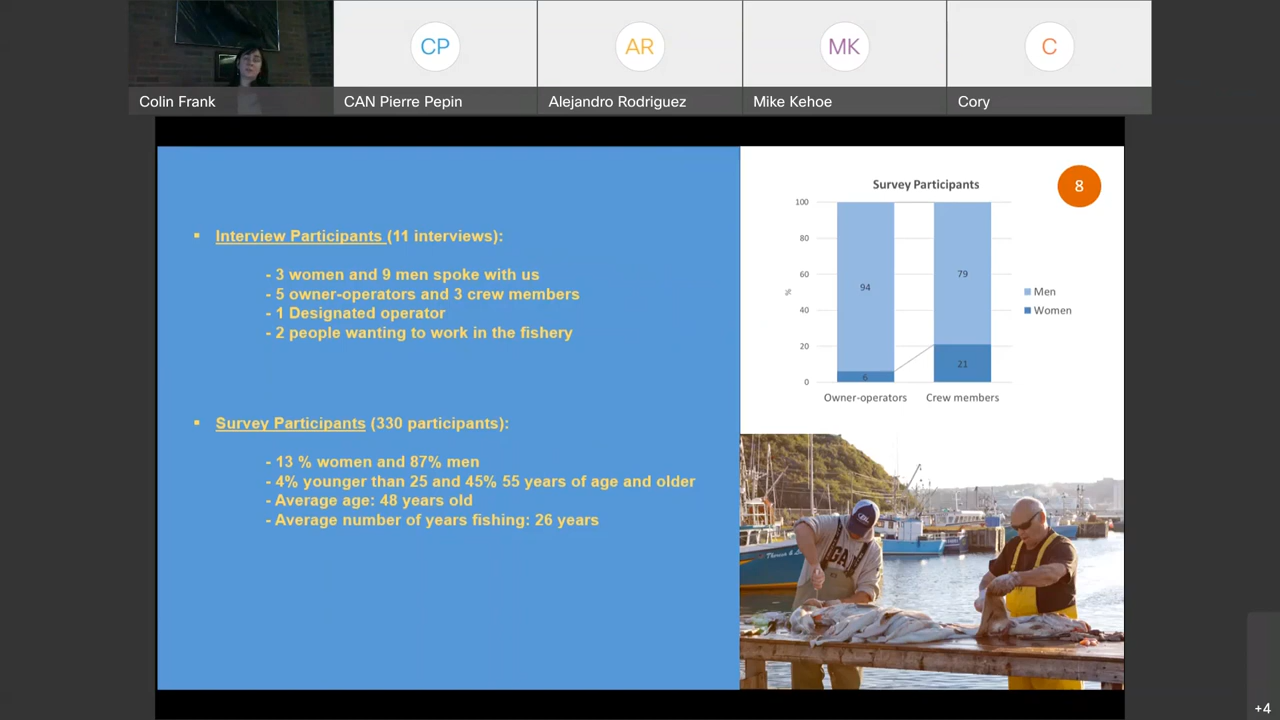 CP
AR
MK
C
Colin Frank
CAN Pierre Pepin
Alejandro Rodriguez
Mike Kehoe
Cory
▪ Interview Participants (11 interviews):
- 3 women and 9 men spoke with us
- 5 owner-operators and 3 crew members
- 1 Designated operator
- 2 people wanting to work in the fishery
▪ Survey Participants (330 participants):
- 13 % women and 87% men
- 4% younger than 25 and 45% 55 years of age and older
- Average age: 48 years old
- Average number of years fishing: 26 years
Survey Participants
8
100
80
60
40
20
0
%
94
79
6
21
Men
Women
Owner-operators
Crew members
GA
+4